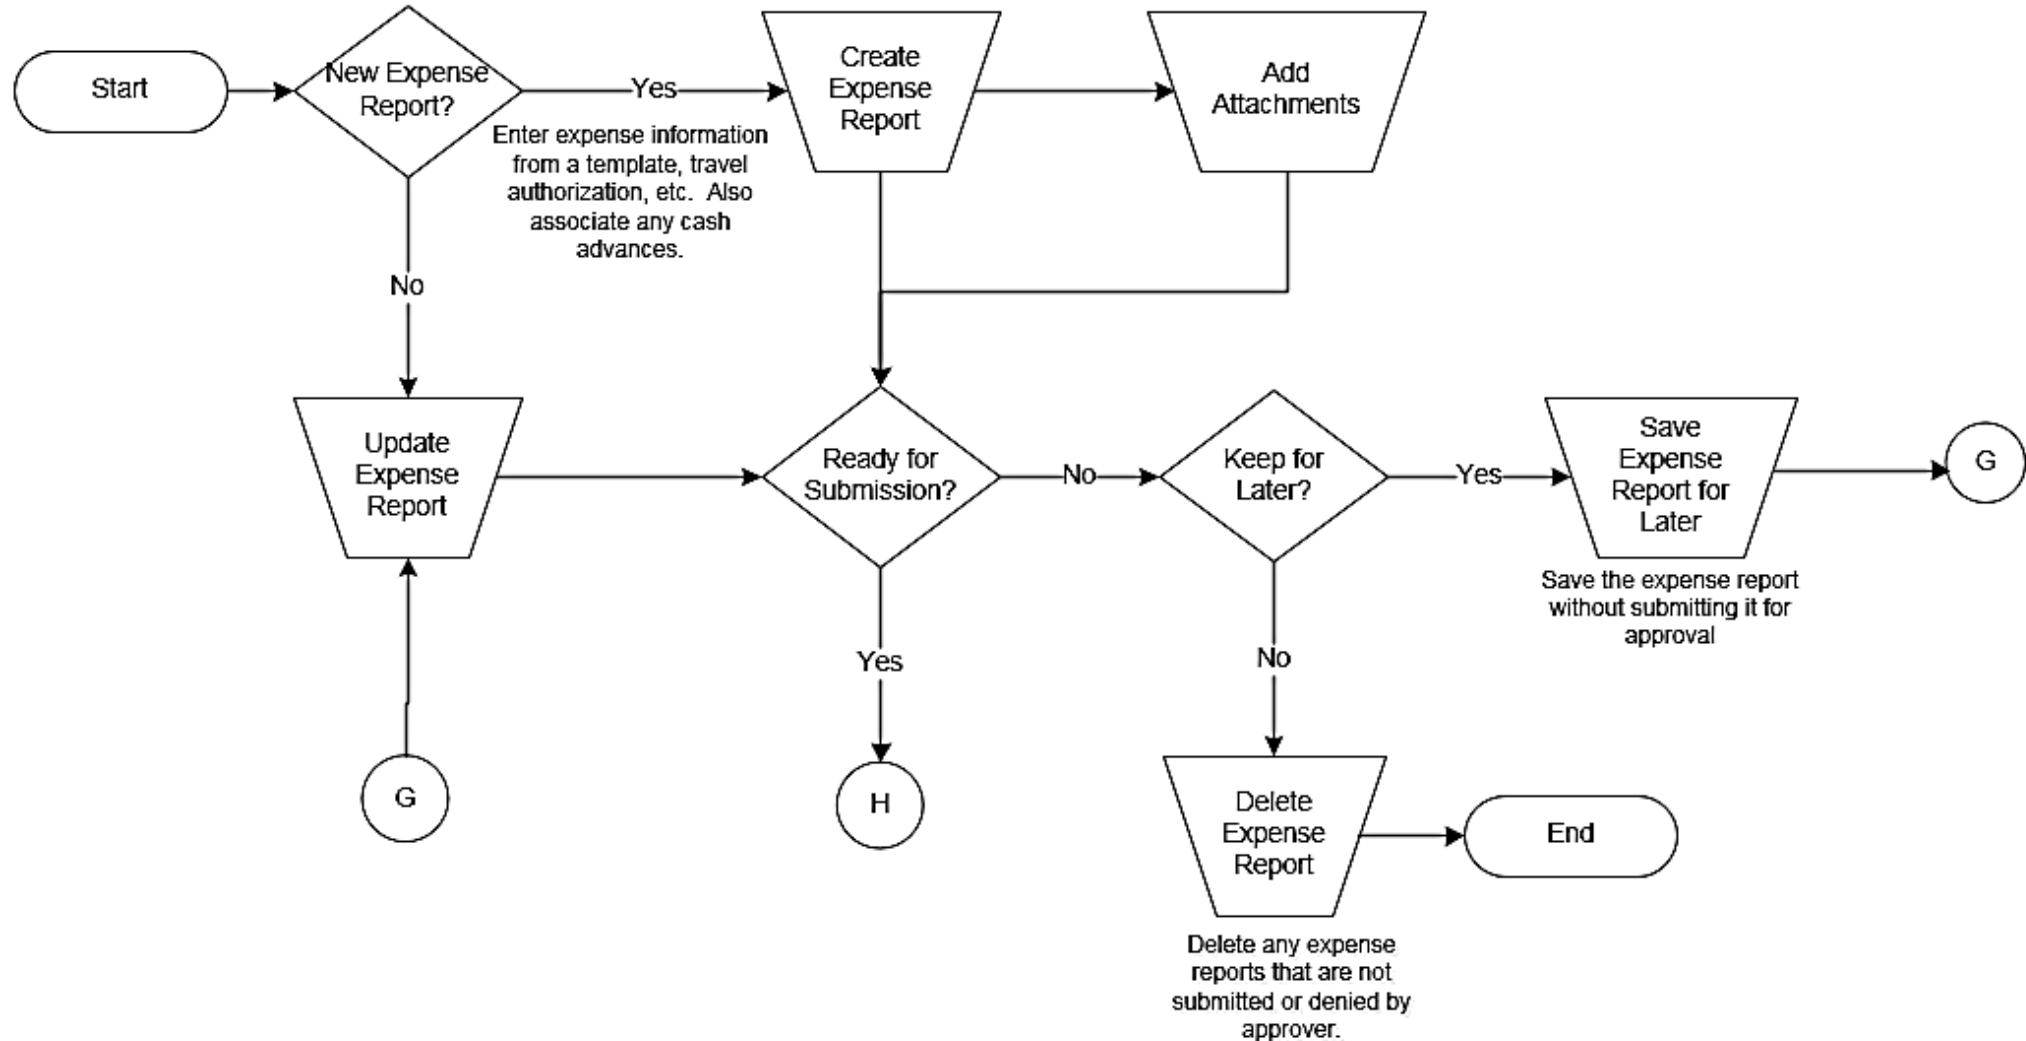 Start
New Expense
Report?
Yes
Enter expense information
from a template, travel
authorization, etc.  Also
associate any cash
advances.
Create
Expense
Report
Add
Attachments
No
Update
Expense
Report
Ready for
Submission?
No
Keep for
Later?
Yes
Save
Expense
Report for
Later
G
Save the expense report
without submitting it for
approval
Yes
No
G
H
Delete
Expense
Report
End
Delete any expense
reports that are not
submitted or denied by
approver.